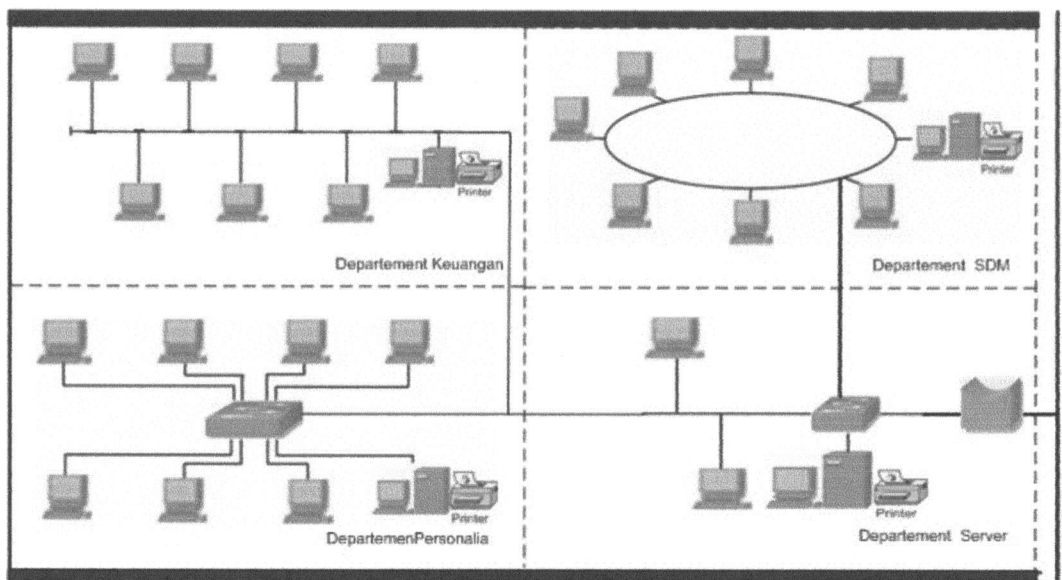 Printer
Departement Keuangan
Printer
Departement SDM
Printer
DepartemenPersonalia
Printer
Departement Server